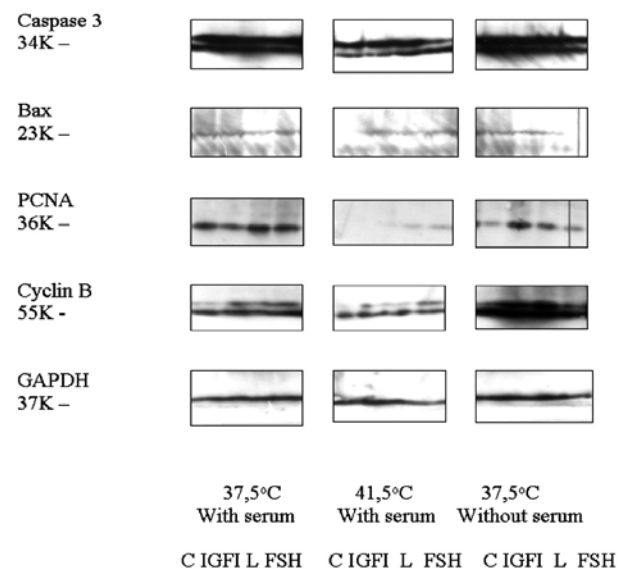 Caspase 3
34K –
Bax
23K –
PCNA
36K –
Cyclin B
55K -
GAPDH
37K –
37,5°C 41,5°C 37,5°C
With serum With serum Without serum
C IGFI L FSH C IGFI L FSH C IGFI L FSH